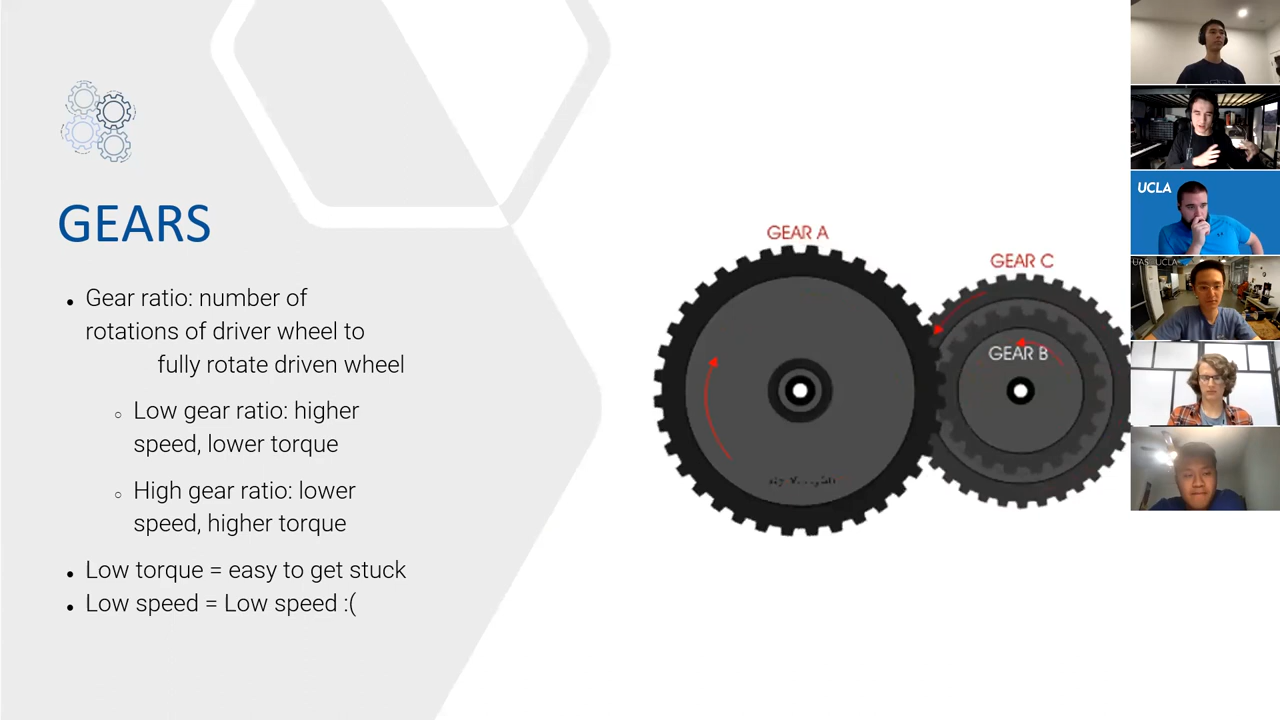 GEARS
• Gear ratio: number of
rotations of driver wheel to
fully rotate driven wheel
○ Low gear ratio: higher
speed, lower torque
○ High gear ratio: lower
speed, higher torque
• Low torque = easy to get stuck
• Low speed = Low speed :(
GEAR A
GEAR C
GEAR B
UCLA
UAS
UCLA